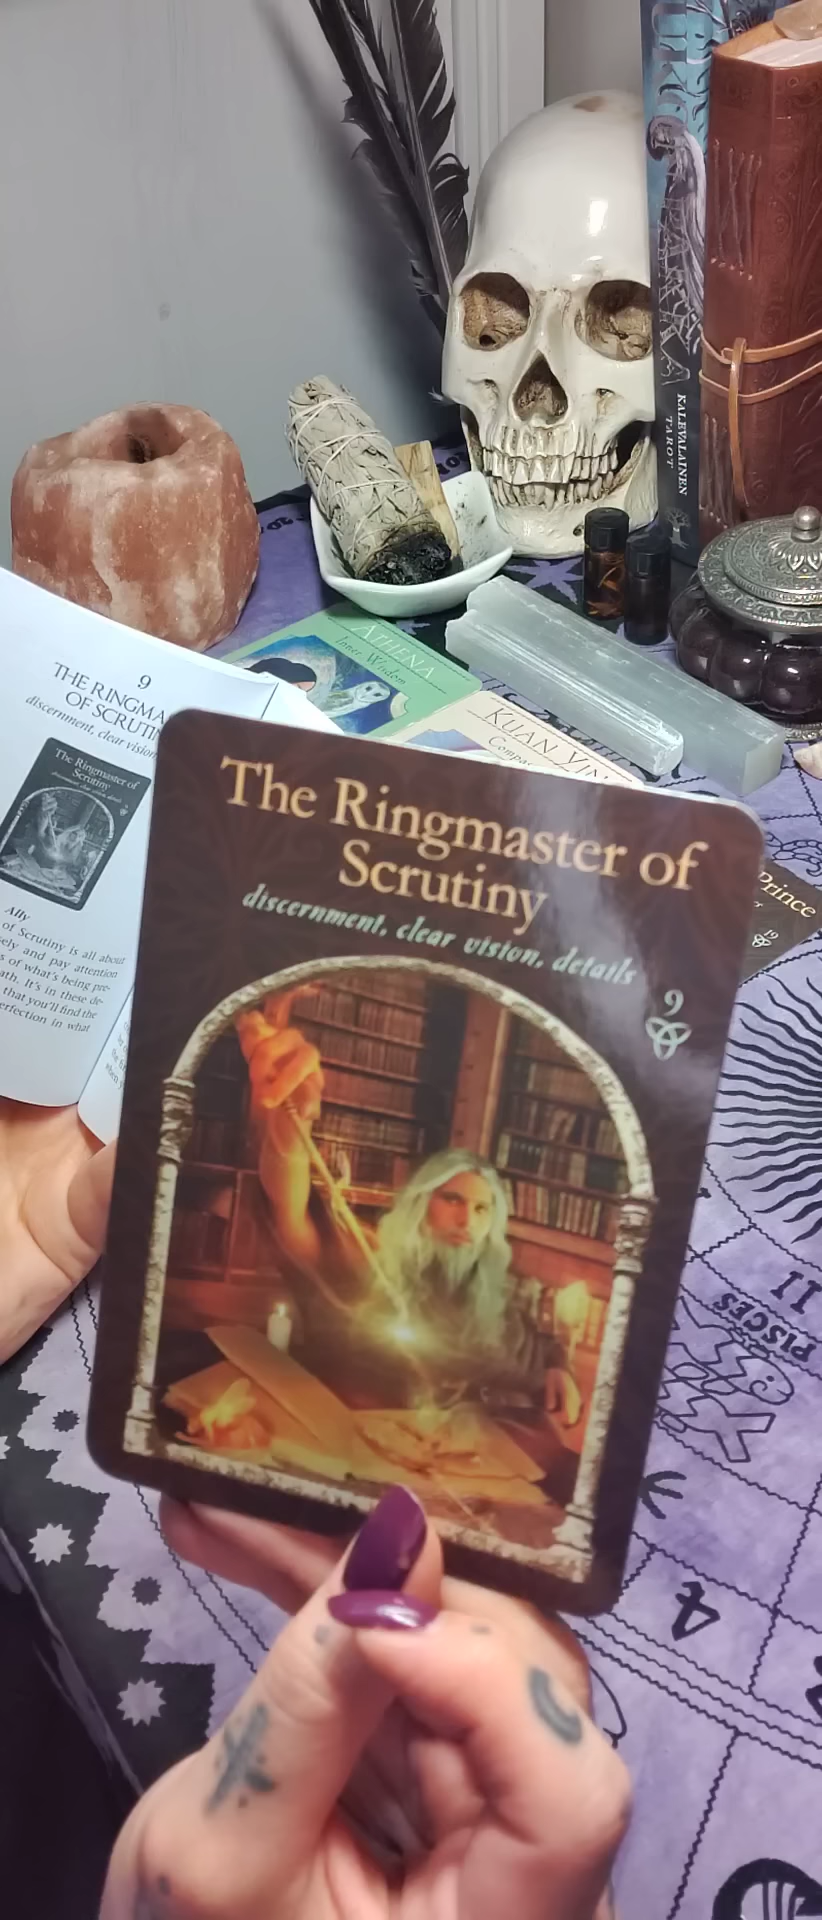 KALEVALAINEN
TAROT
ATHENA
Inner Wisdom
KUAN YIN
9
THE RINGMA
OF SCRUTIN
discernment, clear vision
The Ringmaster of
Scrutiny
Ally
of Scrutiny is all about
ely and pay attention
s of what's being pre-
ath. It's in these de-
that you'll find the
erfection in what
The Ringmaster of
Scrutiny
discernment, clear vision, details
9
Prince
19
PISCES
II
4